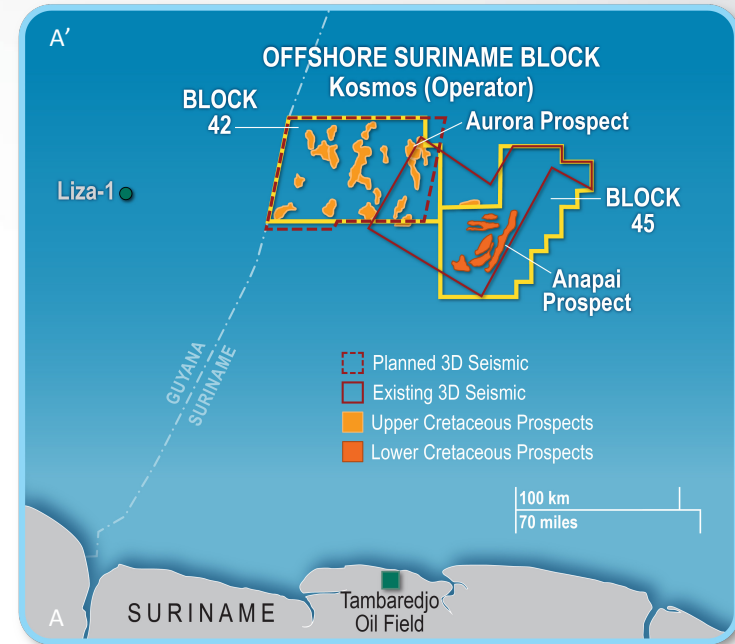 A’
OFFSHORE SURINAME BLOCK
Kosmos (Operator)
BLOCK
42
Aurora Prospect
Liza-1
BLOCK
45
Anapai
Prospect
GUYANA
SURINAME
Planned 3D Seismic
Existing 3D Seismic
Upper Cretaceous Prospects
Lower Cretaceous Prospects
100 km
70 miles
A
SURINAME
Tambaredjo
Oil Field